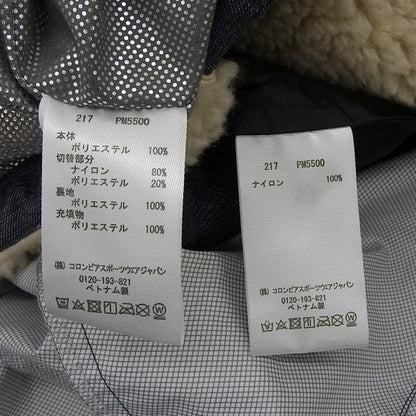 217 PM5500
本体
ポリエステル 100%
切替部分
ナイロン 80%
ポリエステル 20%
裏地
ポリエステル 100%
充填物
ポリエステル 100%
(株) コロンビアスポーツウエアジャパン
0120-193-821
ベトナム製
217 PM5500
ナイロン 100%
(株) コロンビアスポーツウエアジャパン
0120-193-821
ベトナム製